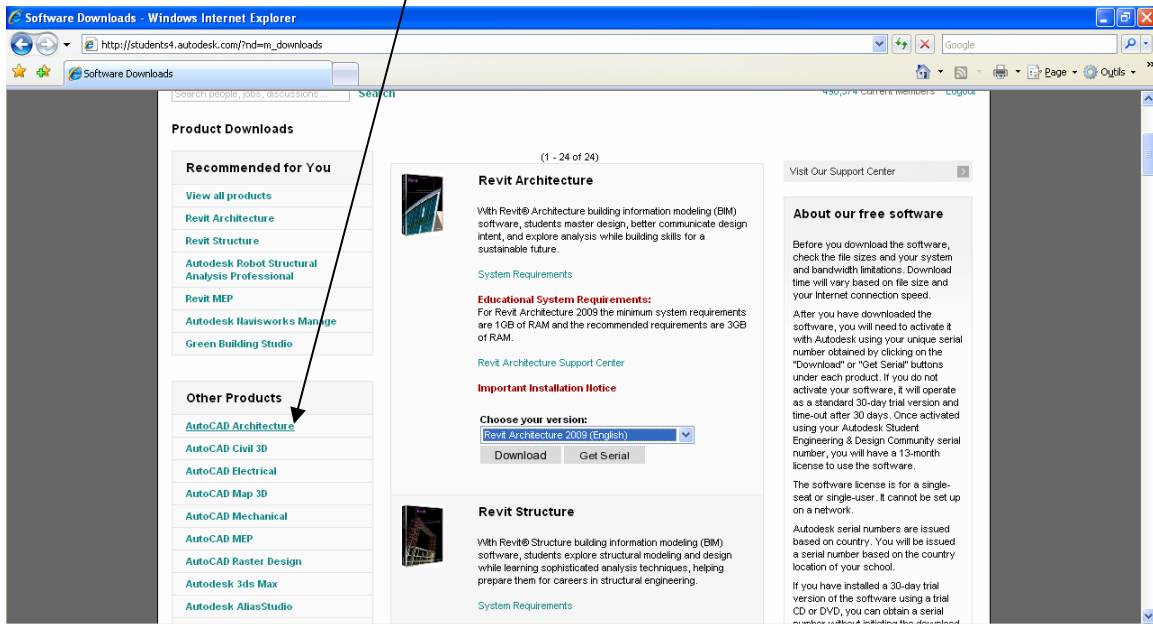 Software Downloads - Windows Internet Explorer
http://students4.autodesk.com/?nd=m_downloads
Google
Software Downloads
Page
Outils
Search people, jobs, discussions...
Search
Current Members
Logout
Product Downloads
Recommended for You
View all products
Revit Architecture
Revit Structure
Autodesk Robot Structural
Analysis Professional
Revit MEP
Autodesk Navisworks Manage
Green Building Studio
Other Products
AutoCAD Architecture
AutoCAD Civil 3D
AutoCAD Electrical
AutoCAD Map 3D
AutoCAD Mechanical
AutoCAD MEP
AutoCAD Raster Design
Autodesk 3ds Max
Autodesk AliasStudio
(1 - 24 of 24)
Revit Architecture
With Revit® Architecture building information modeling (BIM)
software, students master design, better communicate design
intent, and explore analysis while building skills for a
sustainable future.
System Requirements
Educational System Requirements:
For Revit Architecture 2009 the minimum system requirements
are 1GB of RAM and the recommended requirements are 3GB
of RAM.
Revit Architecture Support Center
Important Installation Notice
Choose your version:
Revit Architecture 2009 (English)
Download
Get Serial
Revit Structure
With Revit® Structure building information modeling (BIM)
software, students explore structural modeling and design
while learning sophisticated analysis techniques, helping
prepare them for careers in structural engineering.
System Requirements
Visit Our Support Center
About our free software
Before you download the software,
check the file sizes and your system
and bandwidth limitations. Download
time will vary based on file size and
your Internet connection speed.
After you have downloaded the
software, you will need to activate it
with Autodesk using your unique serial
number obtained by clicking on the
"Download" or "Get Serial" buttons
under each product. If you do not
activate your software, it will operate
as a standard 30-day trial version and
time-out after 30 days. Once activated
using your Autodesk Student
Engineering & Design Community serial
number, you will have a 13-month
license to use the software.
The software license is for a single-
seat or single-user. It cannot be set up
on a network.
Autodesk serial numbers are issued
based on country. You will be issued
a serial number based on the country
location of your school.
If you have installed a 30-day trial
version of the software using a trial
CD or DVD, you can obtain a serial
number without initiating the download